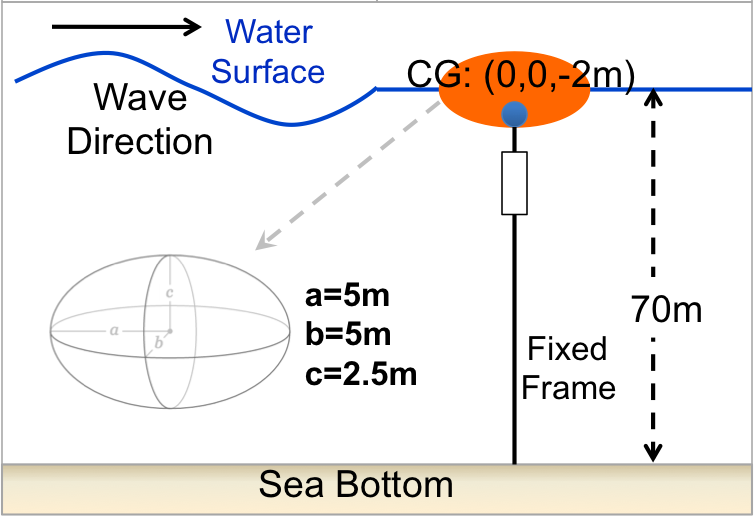 Water
Surface
CG: (0,0,-2m)
Wave
Direction
c
a
b
a=5m
b=5m
c=2.5m
70m
Fixed
Frame
Sea Bottom